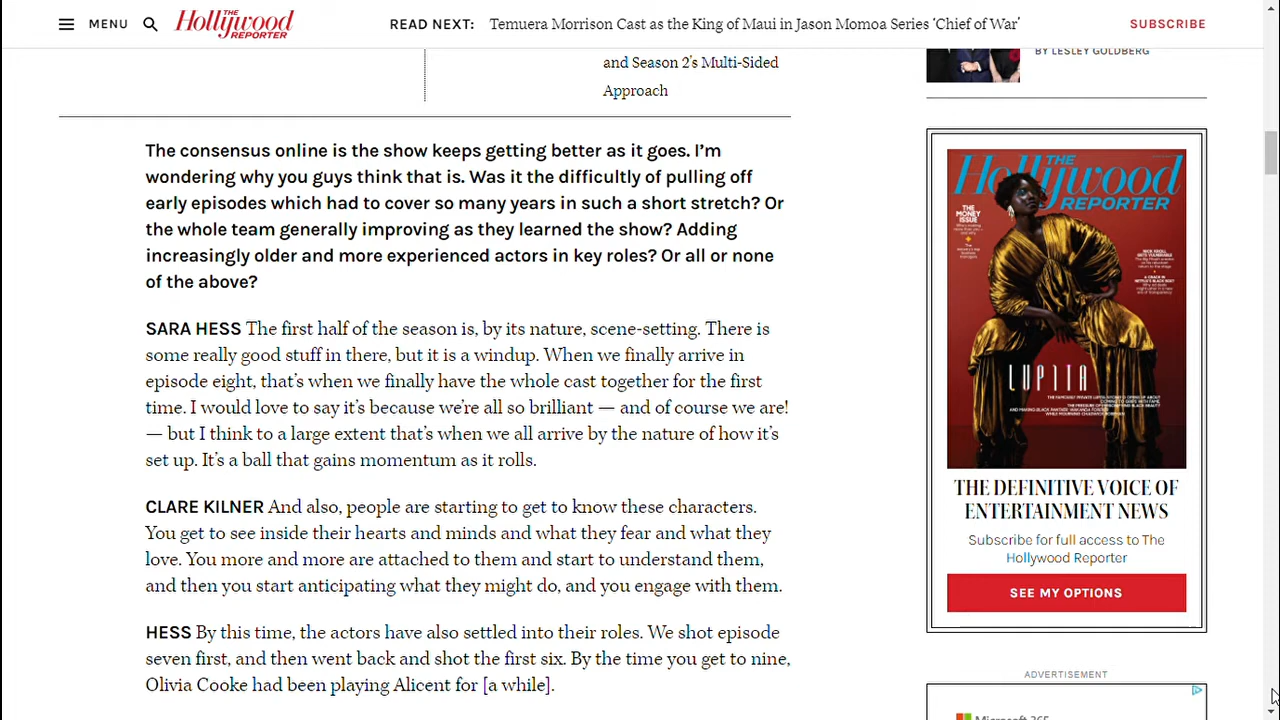 MENU
THE
Hollywood
REPORTER
READ NEXT: Temuera Morrison Cast as the King of Maui in Jason Momoa Series ‘Chief of War’
SUBSCRIBE
and Season 2’s Multi-Sided
Approach
BY LESLEY GOLDBERG
The consensus online is the show keeps getting better as it goes. I’m
wondering why you guys think that is. Was it the difficultly of pulling off
early episodes which had to cover so many years in such a short stretch? Or
the whole team generally improving as they learned the show? Adding
increasingly older and more experienced actors in key roles? Or all or none
of the above?
SARA HESS The first half of the season is, by its nature, scene-setting. There is
some really good stuff in there, but it is a windup. When we finally arrive in
episode eight, that’s when we finally have the whole cast together for the first
time. I would love to say it’s because we’re all so brilliant — and of course we are!
— but I think to a large extent that’s when we all arrive by the nature of how it’s
set up. It’s a ball that gains momentum as it rolls.
CLARE KILNER And also, people are starting to get to know these characters.
You get to see inside their hearts and minds and what they fear and what they
love. You more and more are attached to them and start to understand them,
and then you start anticipating what they might do, and you engage with them.
HESS By this time, the actors have also settled into their roles. We shot episode
seven first, and then went back and shot the first six. By the time you get to nine,
Olivia Cooke had been playing Alicent for [a while].
THE
Hollywood
REPORTER
THE
MONEY
ISSUE
LUPITA
THE DEFINITIVE VOICE OF
ENTERTAINMENT NEWS
Subscribe for full access to The
Hollywood Reporter
SEE MY OPTIONS
ADVERTISEMENT
Microsoft 365